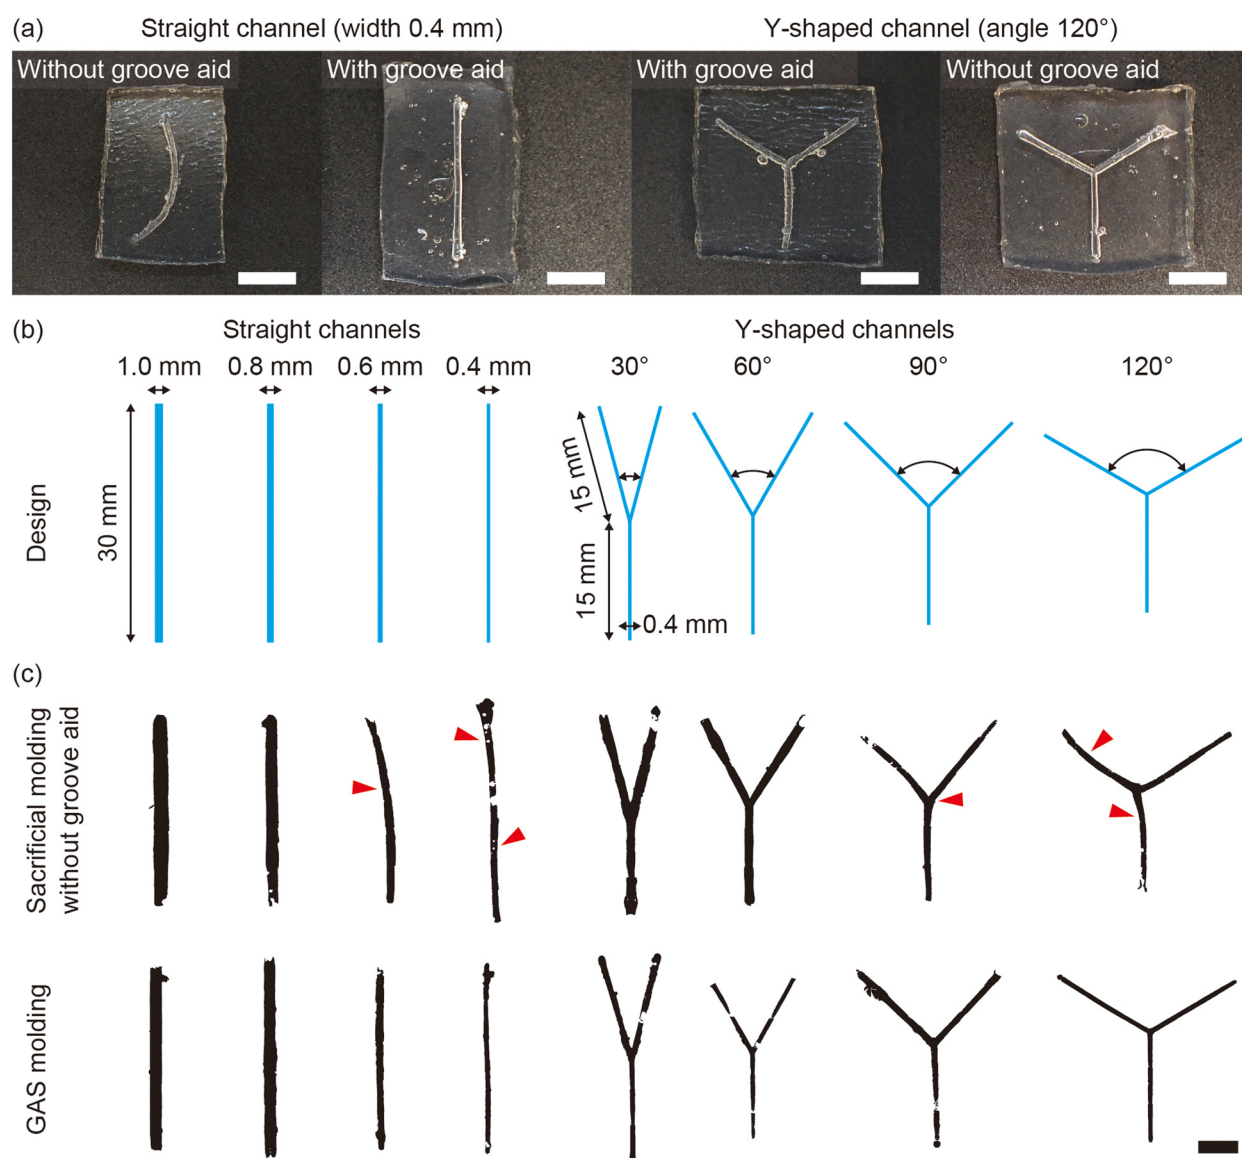 (a)
Straight channel (width 0.4 mm)
Y-shaped channel (angle 120°)
Without groove aid
With groove aid
With groove aid
Without groove aid
(b)
Straight channels
Y-shaped channels
1.0 mm
0.8 mm
0.6 mm
0.4 mm
30°
60°
90°
120°
Design
30 mm
15 mm
15 mm
0.4 mm
(c)
Sacrificial molding
without groove aid
GAS molding